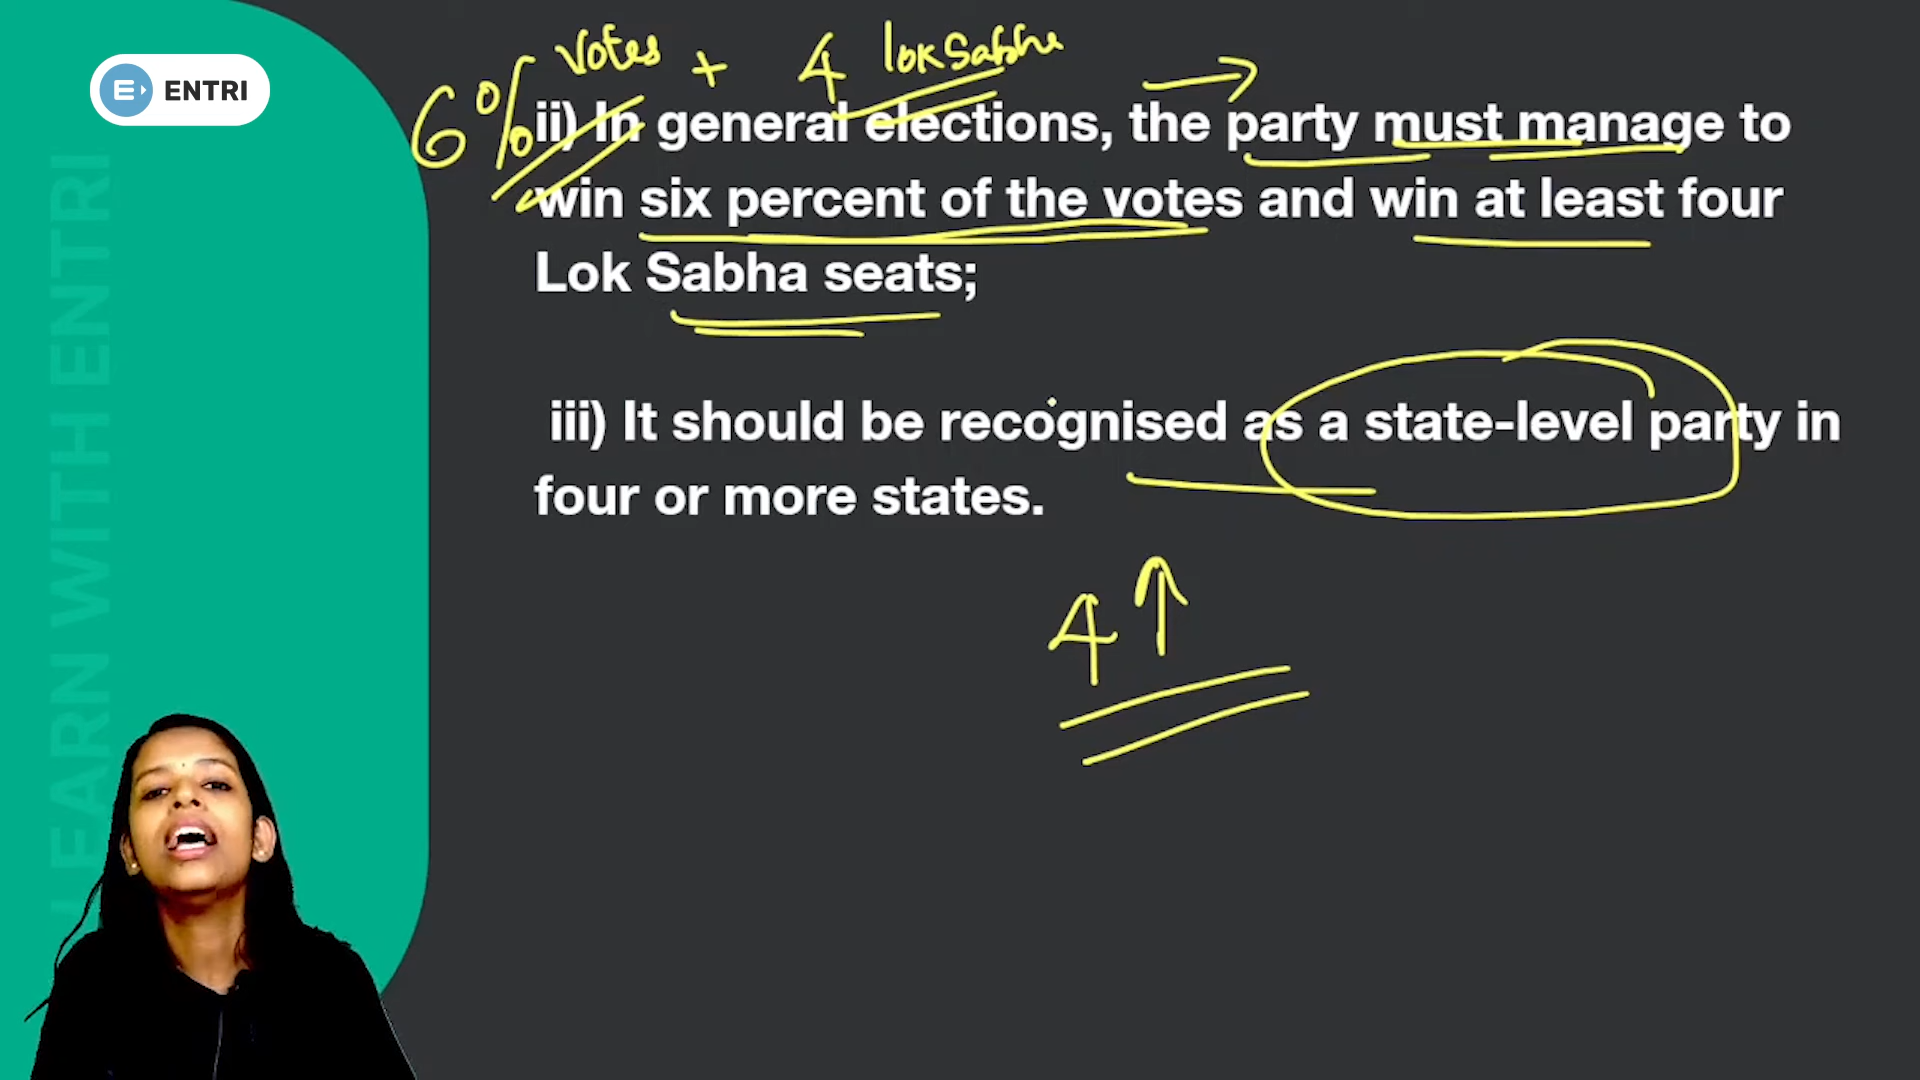 ENTRI
LEARN WITH ENTRI
6% votes + 4 lok Sabha
ii) In general elections, the party must manage to
win six percent of the votes and win at least four
Lok Sabha seats;
iii) It should be recognised as a state-level party in
four or more states.
4↑